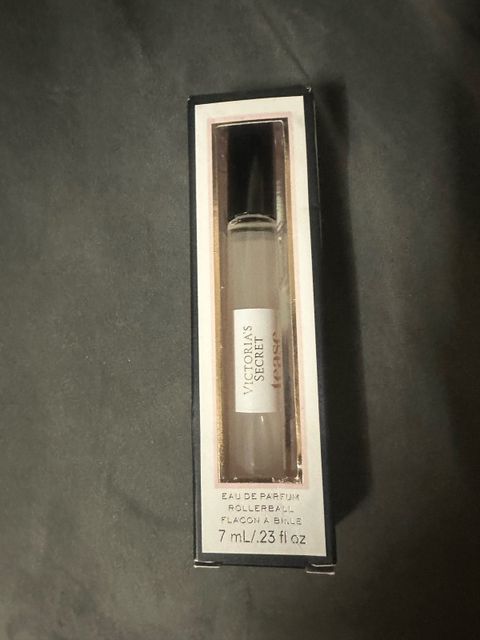 VICTORIA'S
SECRET
tease
EAU DE PARFUM
ROLLERBALL
FLACON À BILLE
7 mL/.23 fl oz